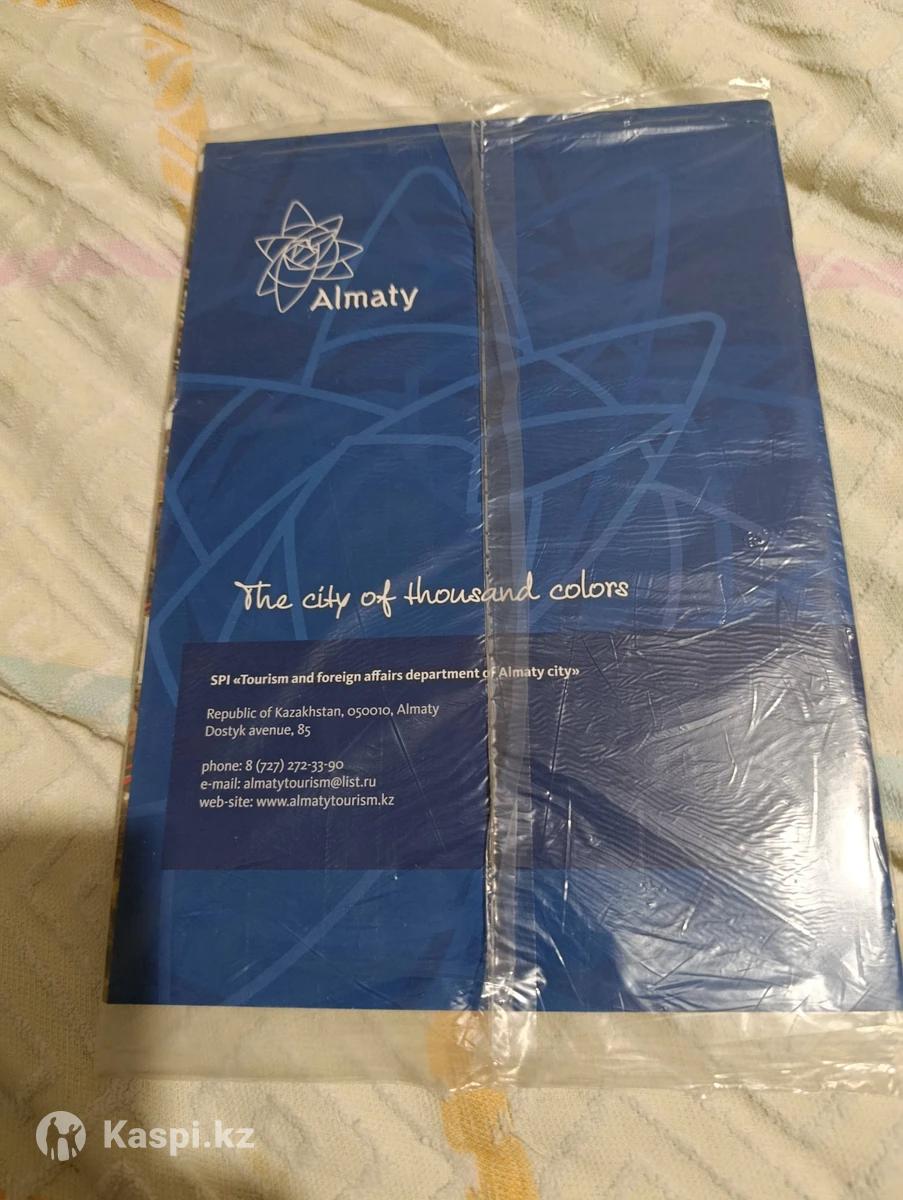 Almaty
The city of thousand colors
SPI «Tourism and foreign affairs department of Almaty city»
Republic of Kazakhstan, 050010, Almaty
Dostyk avenue, 85
phone: 8 (727) 272-33-90
e-mail: almatytourism@list.ru
web-site: www.almatytourism.kz
Kaspi.kz